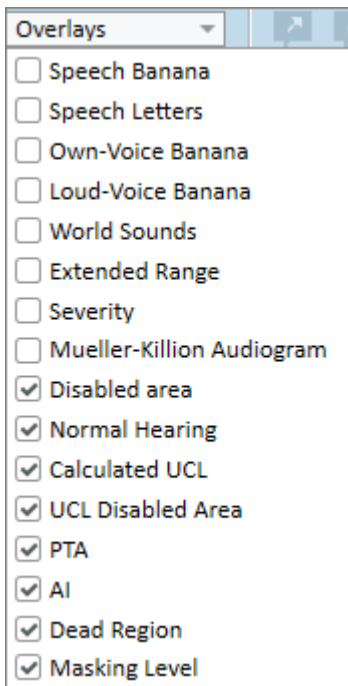 Overlays
Speech Banana
Speech Letters
Own-Voice Banana
Loud-Voice Banana
World Sounds
Extended Range
Severity
Mueller-Killion Audiogram
Disabled area
Normal Hearing
Calculated UCL
UCL Disabled Area
PTA
AI
Dead Region
Masking Level